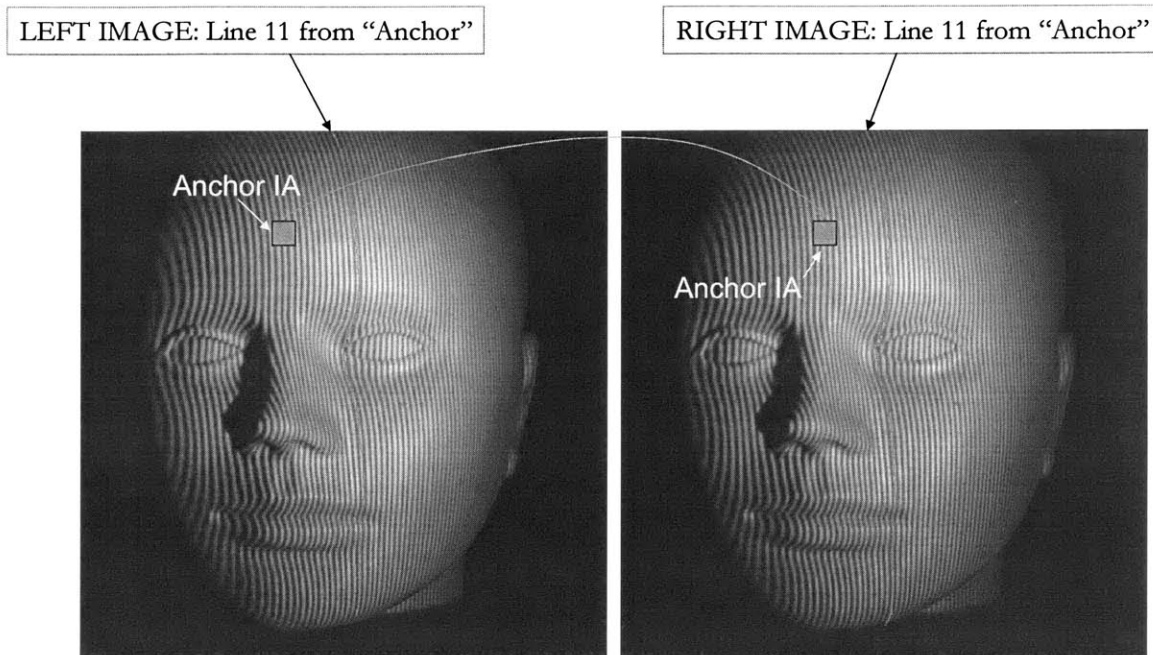 LEFT IMAGE: Line 11 from “Anchor”
RIGHT IMAGE: Line 11 from “Anchor”
Anchor IA
Anchor IA